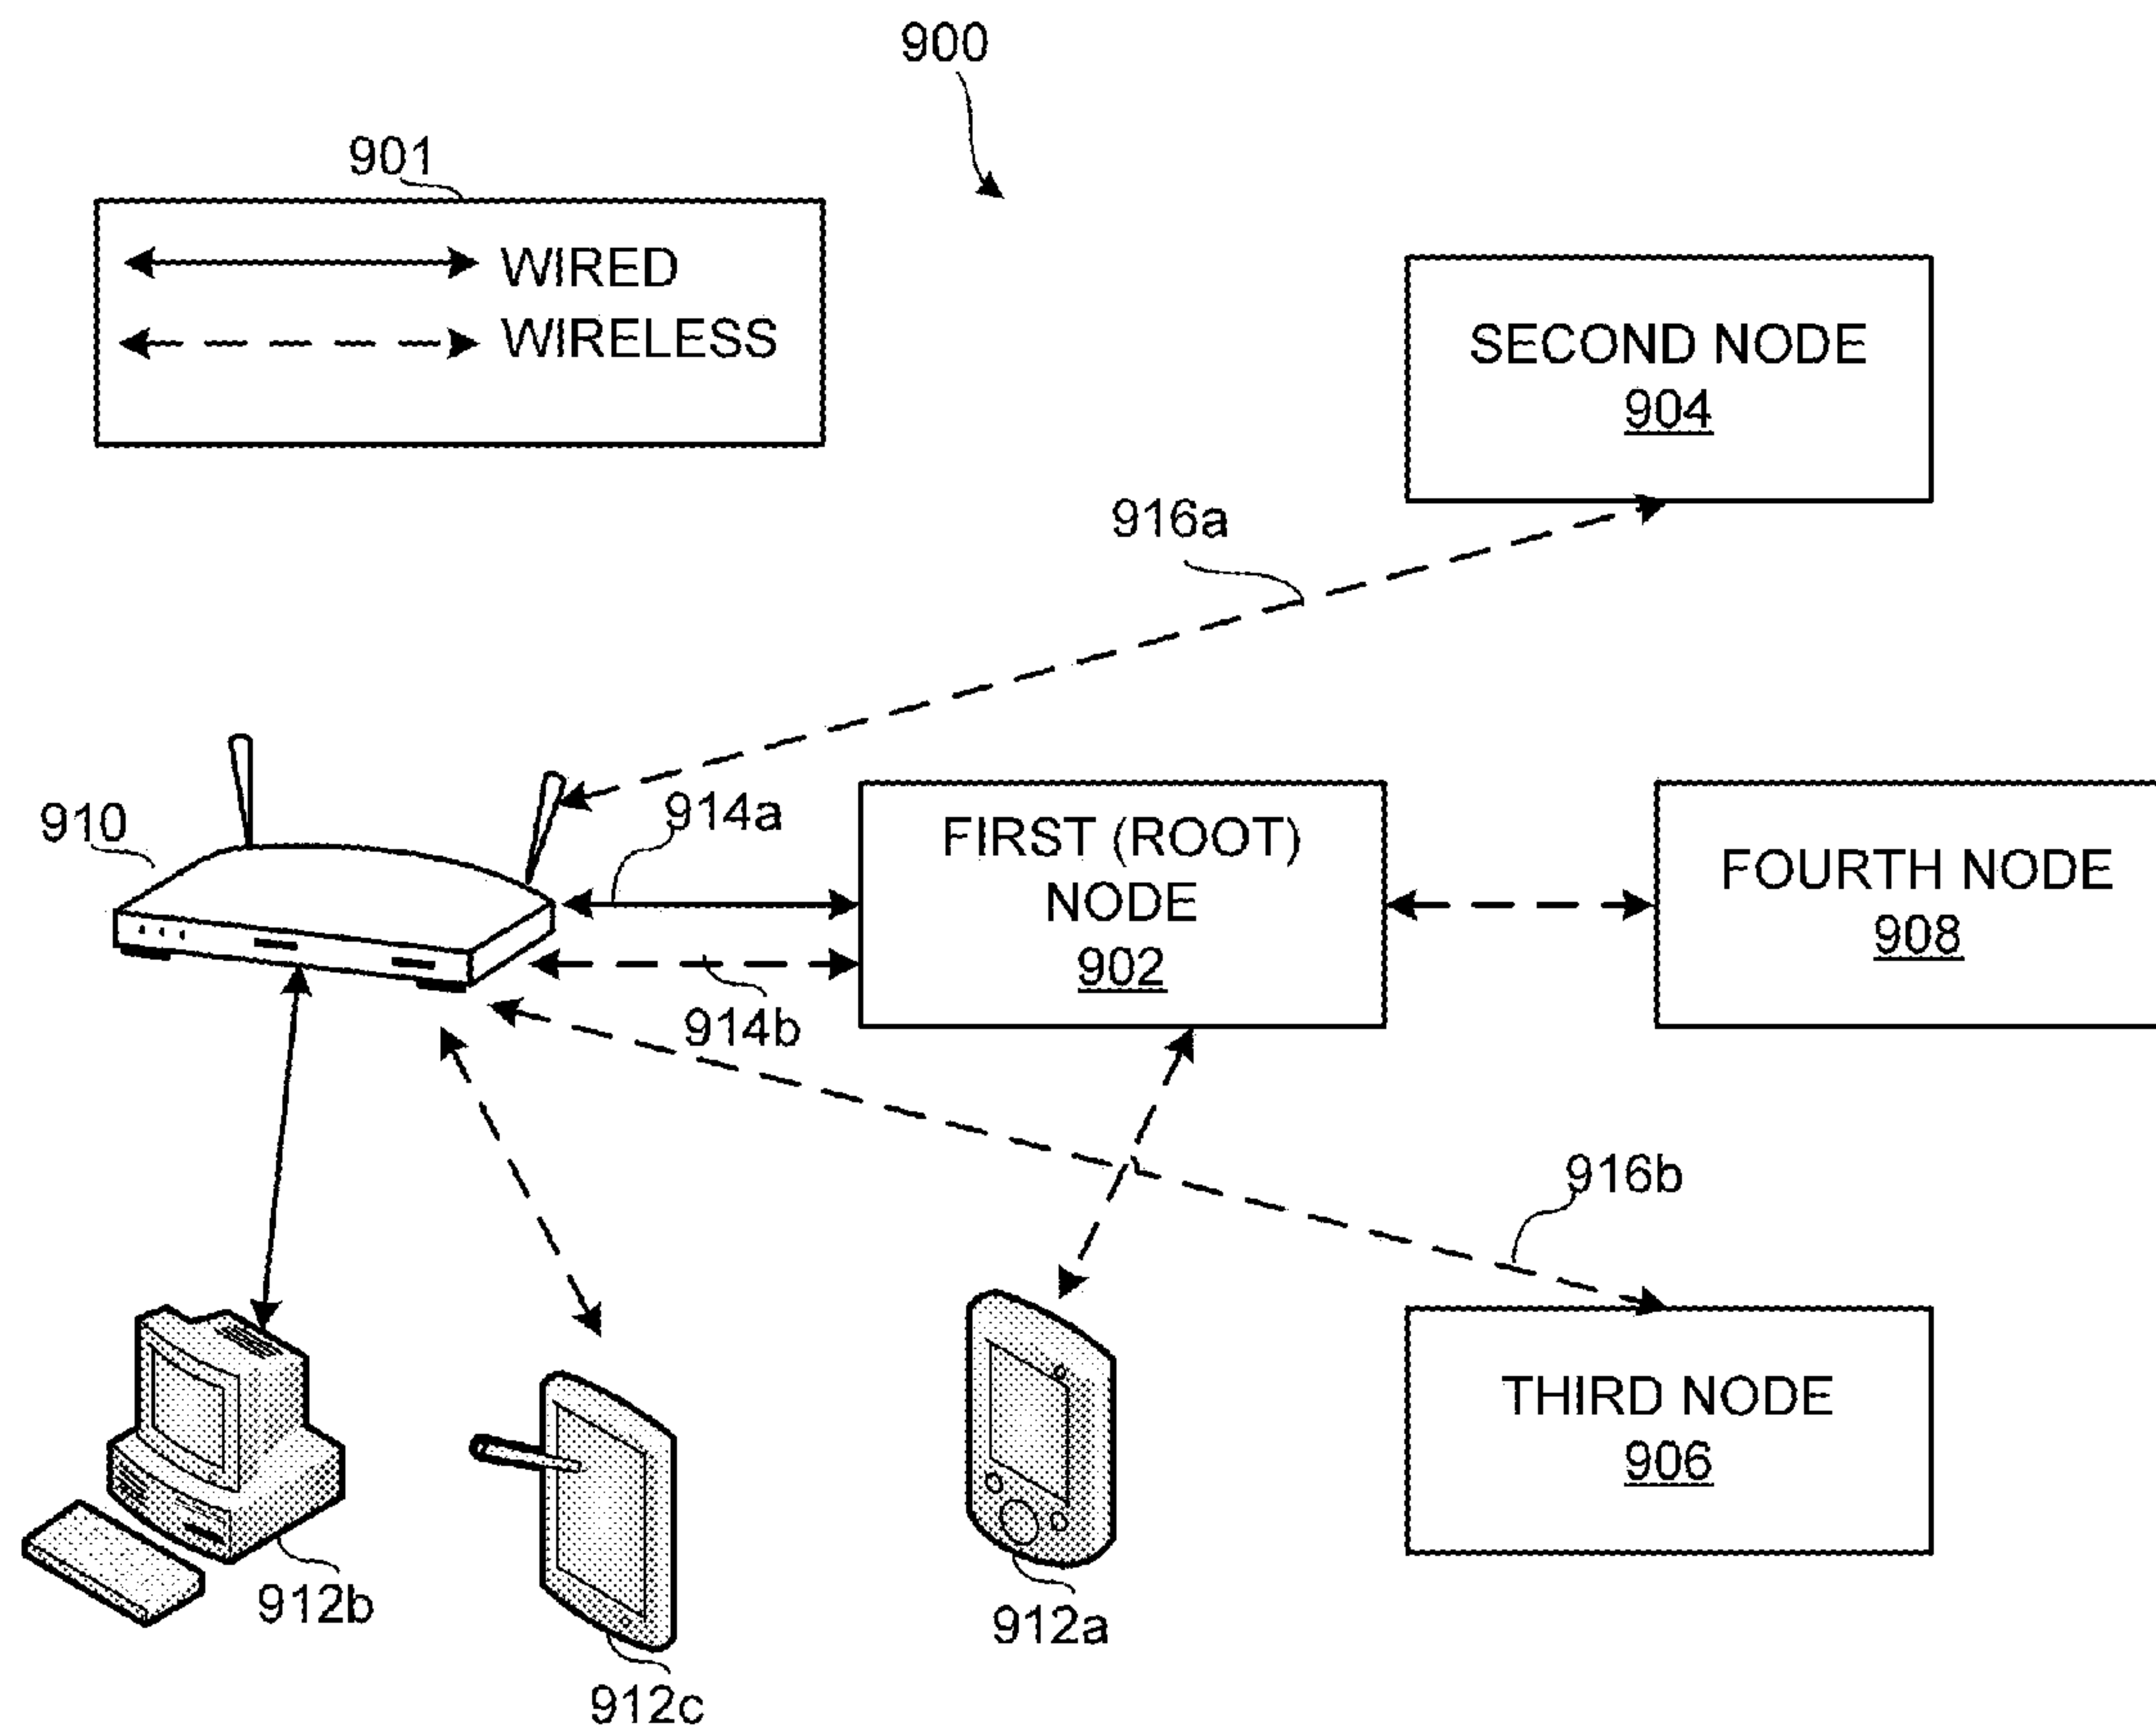 900
901
WIRED
WIRELESS
SECOND NODE
904
916a
910
914a
FIRST (ROOT)
NODE
902
FOURTH NODE
908
914b
916b
THIRD NODE
906
912b
912a
912c